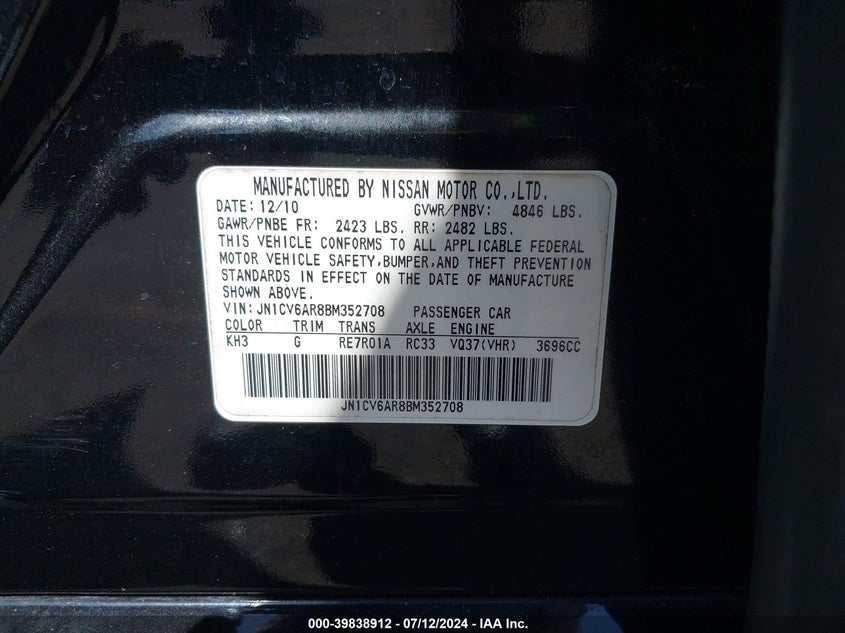 MANUFACTURED BY NISSAN MOTOR CO.,LTD.
DATE: 12/10 GVWR/PNBV: 4846 LBS.
GAWR/PNBE FR: 2423 LBS. RR: 2482 LBS.
THIS VEHICLE CONFORMS TO ALL APPLICABLE FEDERAL
MOTOR VEHICLE SAFETY,BUMPER,AND THEFT PREVENTION
STANDARDS IN EFFECT ON THE DATE OF MANUFACTURE
SHOWN ABOVE.
VIN: JN1CV6AR8BM352708 PASSENGER CAR
COLOR TRIM TRANS AXLE ENGINE
KH3 G RE7R01A RC33 VQ37(VHR) 3696CC
JN1CV6AR8BM352708
000-39838912 - 07/12/2024 - IAA Inc.